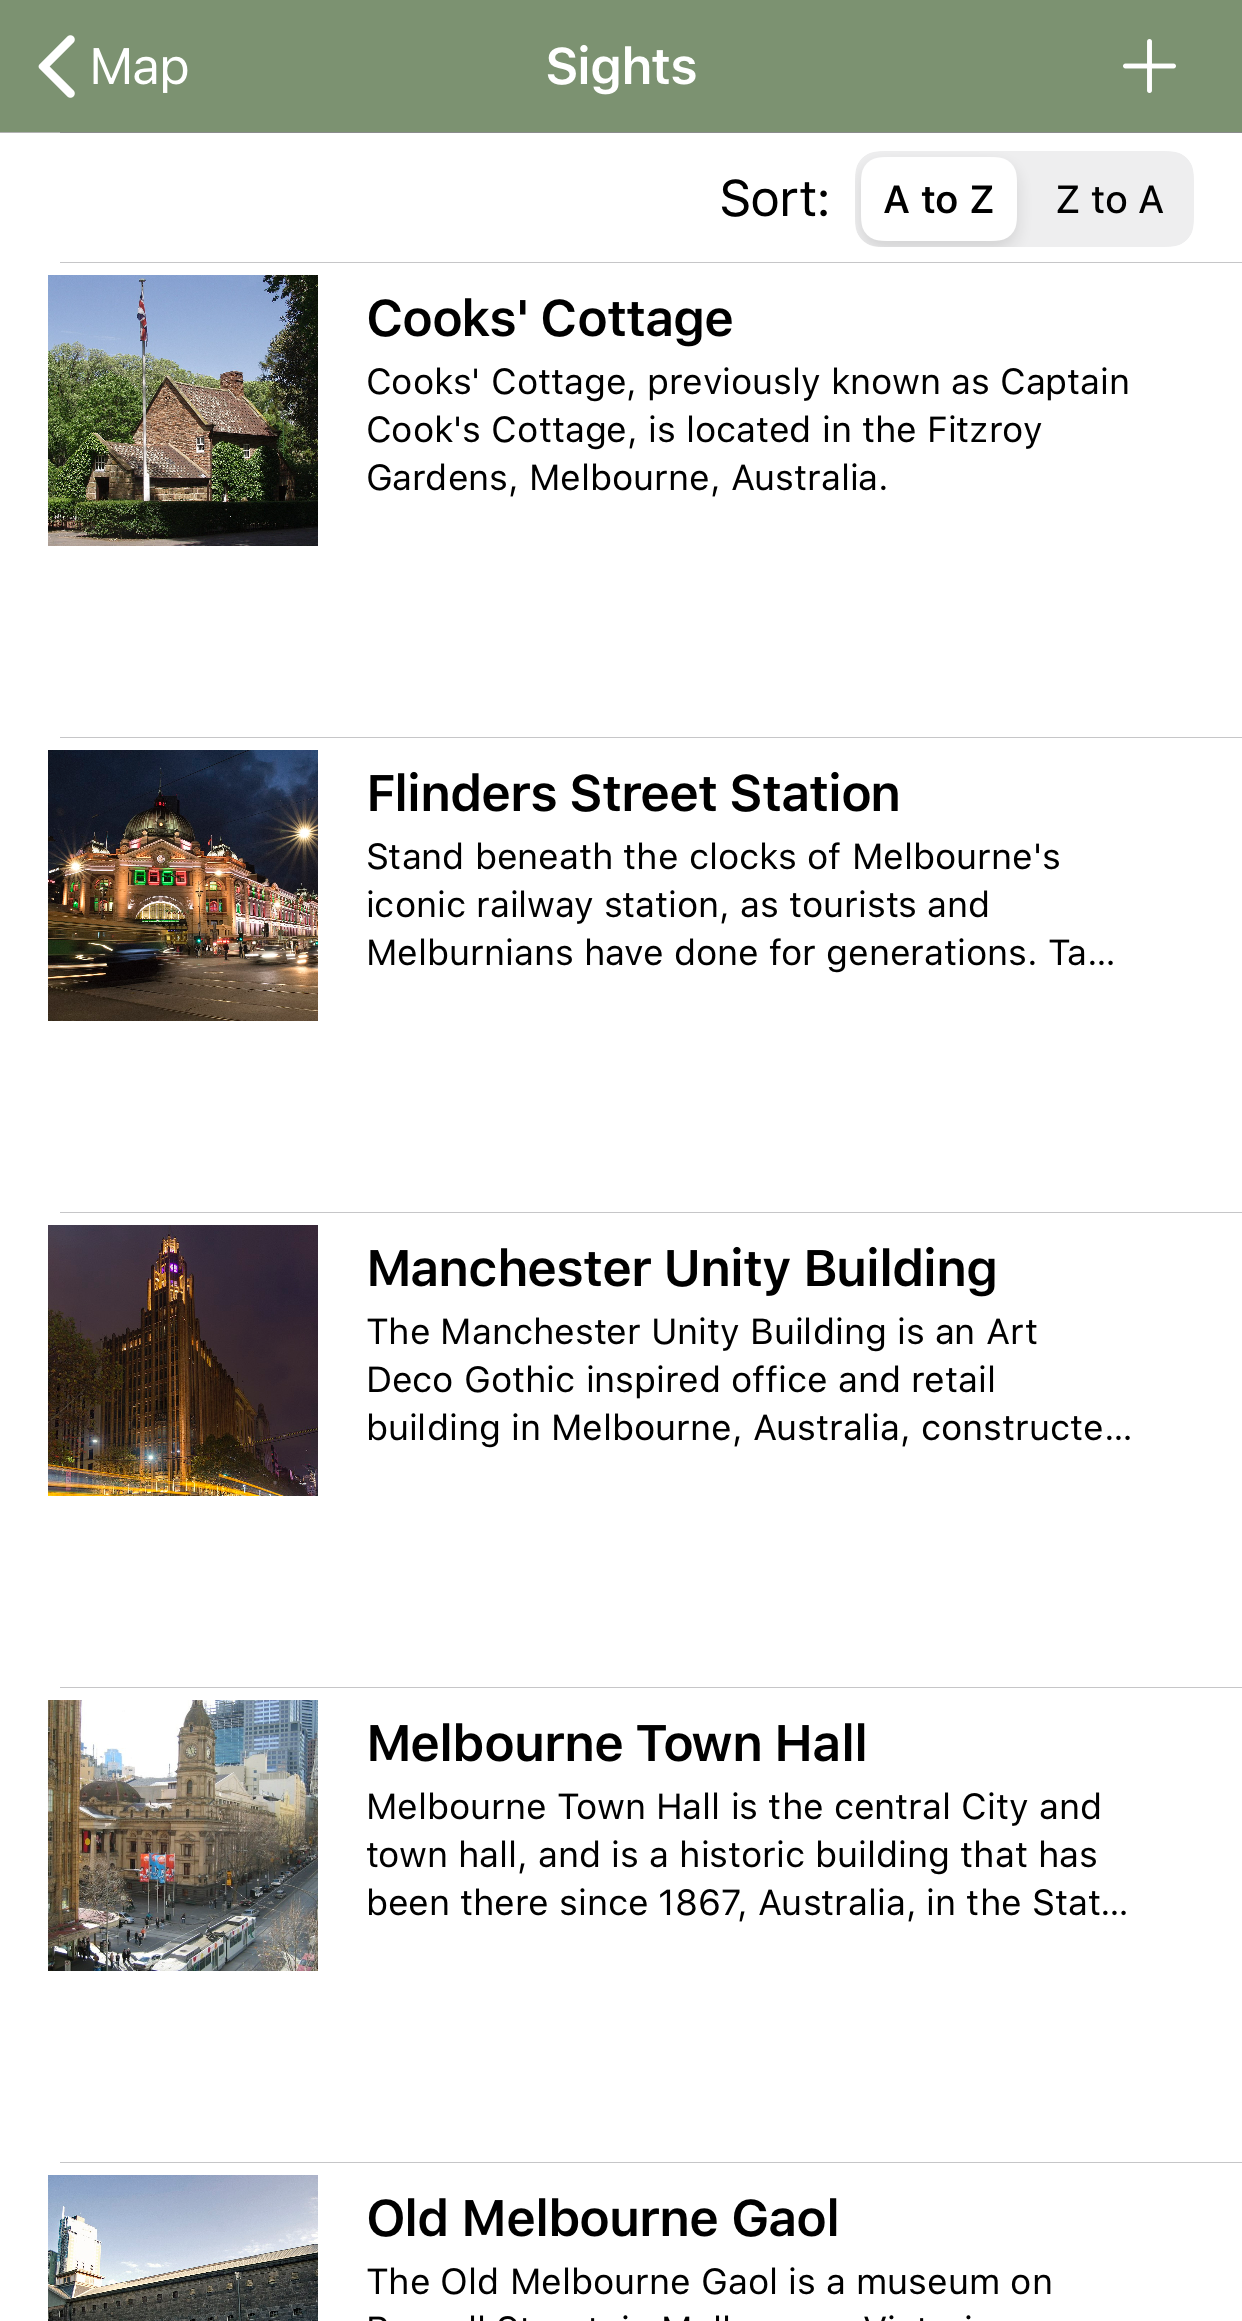 Map
Sights
Sort:
A to Z
Z to A
Cooks' Cottage
Cooks' Cottage, previously known as Captain
Cook's Cottage, is located in the Fitzroy
Gardens, Melbourne, Australia.
Flinders Street Station
Stand beneath the clocks of Melbourne's
iconic railway station, as tourists and
Melburnians have done for generations. Ta...
Manchester Unity Building
The Manchester Unity Building is an Art
Deco Gothic inspired office and retail
building in Melbourne, Australia, constructe...
Melbourne Town Hall
Melbourne Town Hall is the central City and
town hall, and is a historic building that has
been there since 1867, Australia, in the Stat...
Old Melbourne Gaol
The Old Melbourne Gaol is a museum on